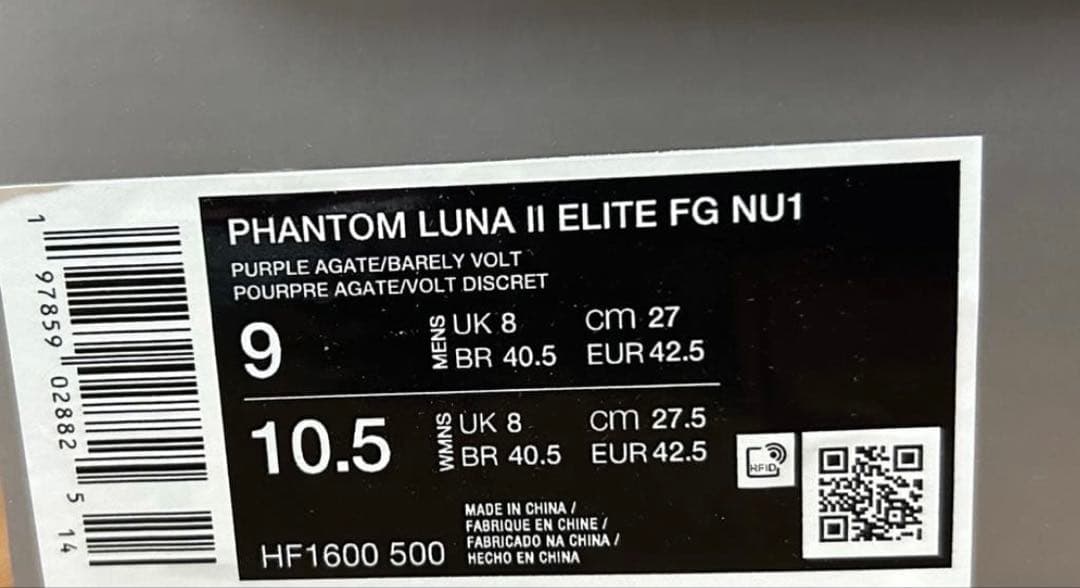 PHANTOM LUNA II ELITE FG NU1
PURPLE AGATE/BARELY VOLT
POURPRE AGATE/VOLT DISCRET
9
MENS
UK 8 cm 27
BR 40.5 EUR 42.5
10.5
WMNS
UK 8 cm 27.5
BR 40.5 EUR 42.5
RFID
MADE IN CHINA /
FABRIQUE EN CHINE /
FABRICADO NA CHINA /
HECHO EN CHINA
HF1600 500
1 97859 02882 5 14